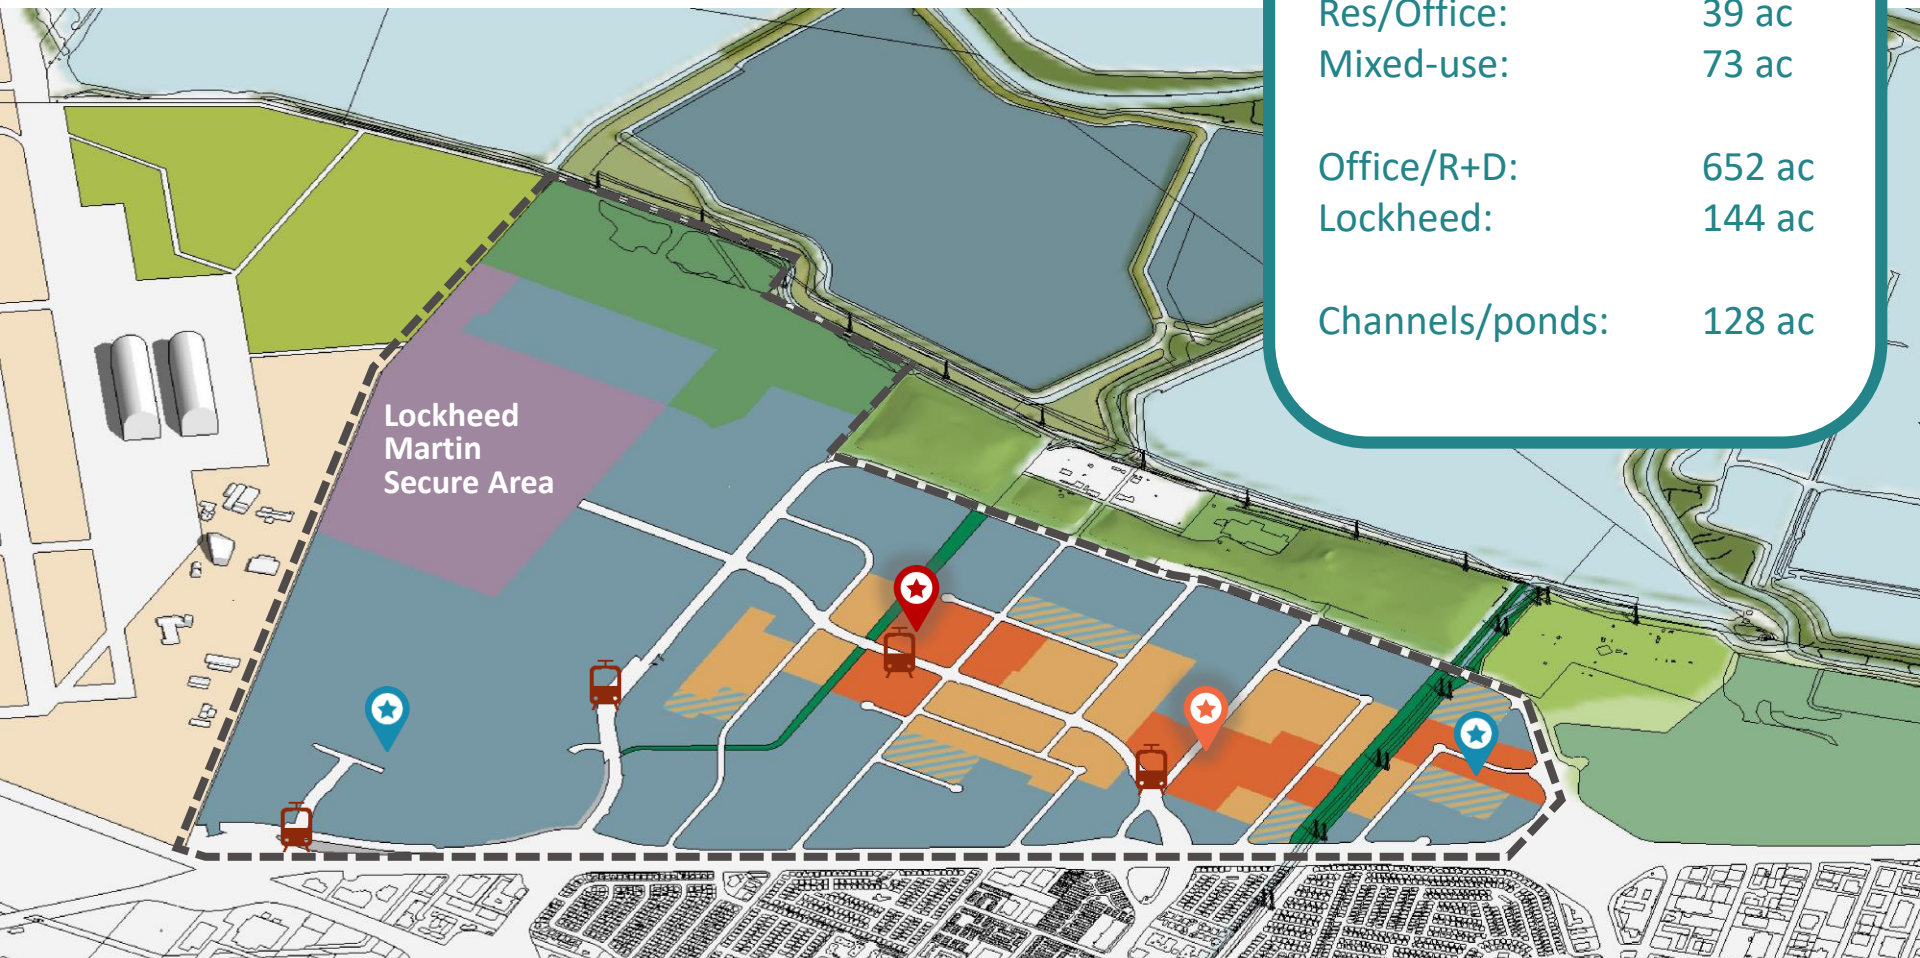 Res/Office: 39 ac
Mixed-use: 73 ac
Office/R+D: 652 ac
Lockheed: 144 ac
Channels/ponds: 128 ac
Lockheed
Martin
Secure Area